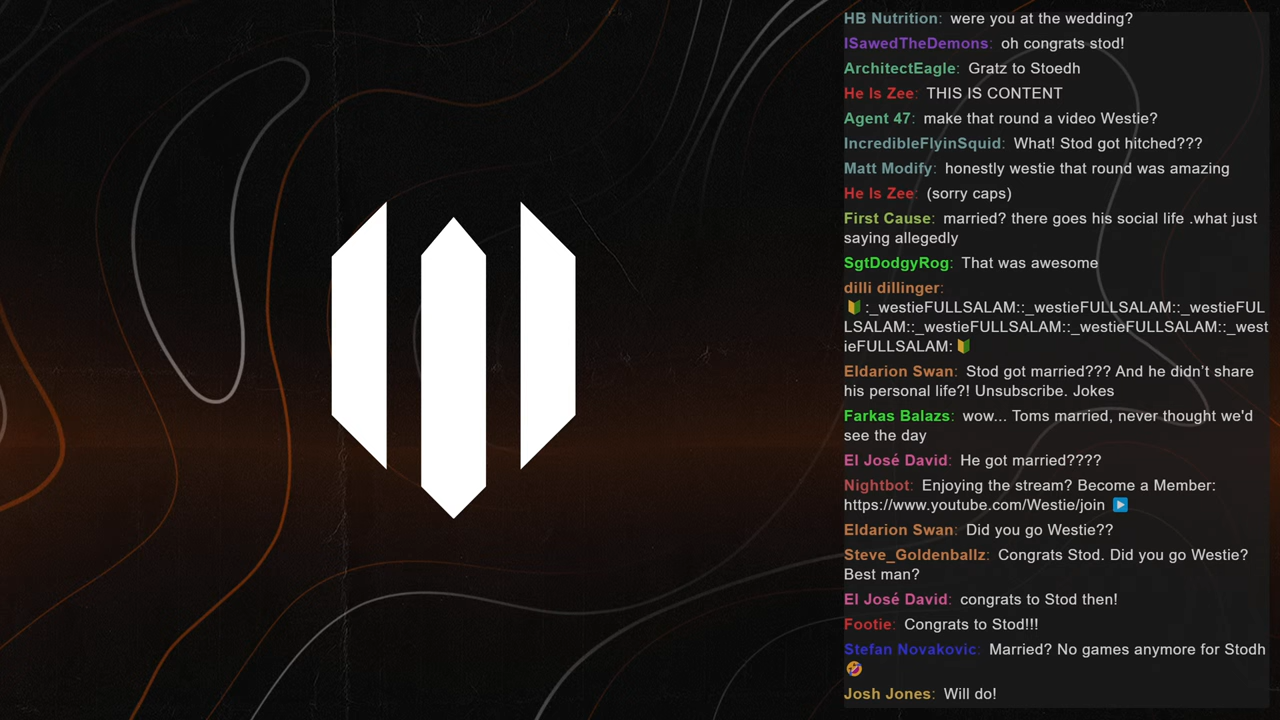 HB Nutrition: were you at the wedding?
ISawedTheDemons: oh congrats stod!
ArchitectEagle: Gratz to Stoedh
He Is Zee: THIS IS CONTENT
Agent 47: make that round a video Westie?
IncredibleFlyinSquid: What! Stod got hitched???
Matt Modify: honestly westie that round was amazing
He Is Zee: (sorry caps)
First Cause: married? there goes his social life .what just
saying allegedly
SgtDodgyRog: That was awesome
dilli dillinger:
🔰:_westieFULLSALAM::_westieFULLSALAM::_westieFUL
LSALAM::_westieFULLSALAM::_westieFULLSALAM::_west
ieFULLSALAM:🔰
Eldarion Swan: Stod got married??? And he didn’t share
his personal life?! Unsubscribe. Jokes
Farkas Balazs: wow... Toms married, never thought we'd
see the day
El José David: He got married????
Nightbot: Enjoying the stream? Become a Member:
https://www.youtube.com/Westie/join ▶️
Eldarion Swan: Did you go Westie??
Steve_Goldenballz: Congrats Stod. Did you go Westie?
Best man?
El José David: congrats to Stod then!
Footie: Congrats to Stod!!!
Stefan Novakovic: Married? No games anymore for Stodh
🤣
Josh Jones: Will do!